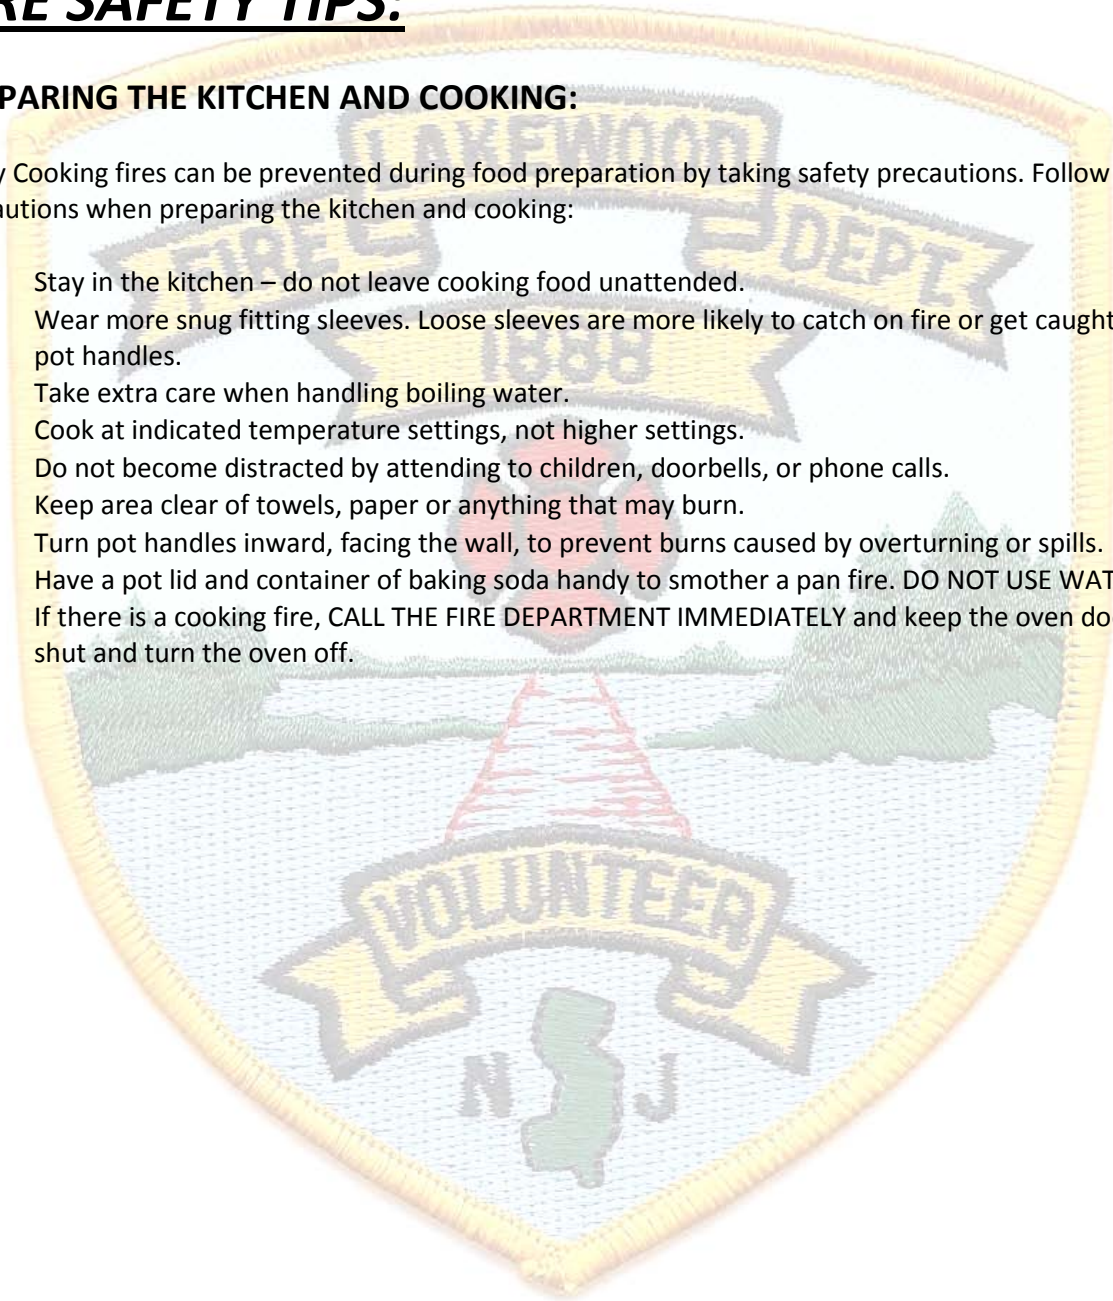 RE SAFETY TIPS:
PARING THE KITCHEN AND COOKING:
y Cooking fires can be prevented during food preparation by taking safety precautions. Follow
autions when preparing the kitchen and cooking:
Stay in the kitchen – do not leave cooking food unattended.
Wear more snug fitting sleeves. Loose sleeves are more likely to catch on fire or get caught
pot handles.
Take extra care when handling boiling water.
Cook at indicated temperature settings, not higher settings.
Do not become distracted by attending to children, doorbells, or phone calls.
Keep area clear of towels, paper or anything that may burn.
Turn pot handles inward, facing the wall, to prevent burns caused by overturning or spills.
Have a pot lid and container of baking soda handy to smother a pan fire. DO NOT USE WAT
If there is a cooking fire, CALL THE FIRE DEPARTMENT IMMEDIATELY and keep the oven do
shut and turn the oven off.
LAKEWOOD
FIRE DEPT.
1888
VOLUNTEER
N J